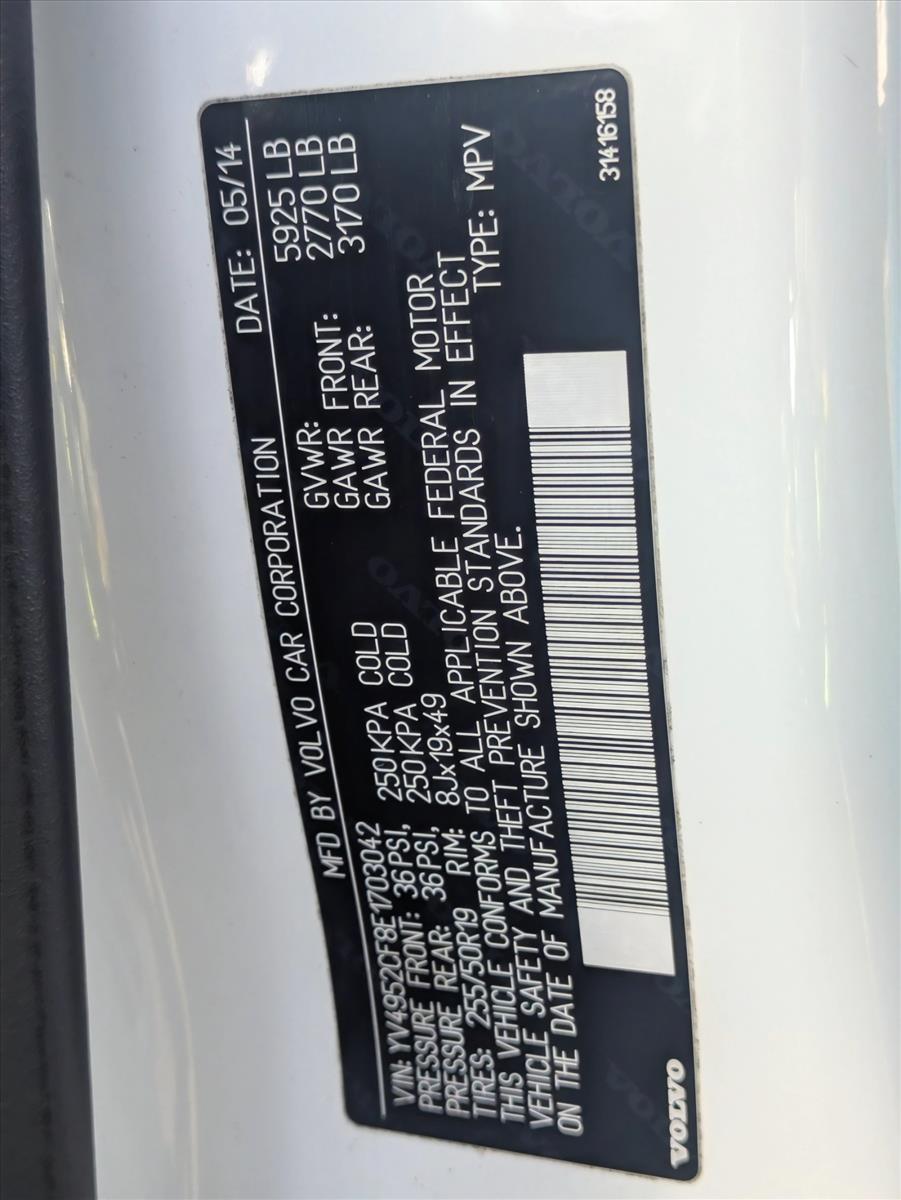 MFD BY VOLVO CAR CORPORATION DATE: 05/14
VIN: YV4952CF8E1703042 GVWR: 5925 LB
PRESSURE FRONT: 36PSI, 250KPA COLD GAWR FRONT: 2770 LB
PRESSURE REAR: 36PSI, 250KPA COLD GAWR REAR: 3170 LB
TIRES: 255/50R19 RIM: 8Jx19x49
THIS VEHICLE CONFORMS TO ALL APPLICABLE FEDERAL MOTOR
VEHICLE SAFETY AND THEFT PREVENTION STANDARDS IN EFFECT
ON THE DATE OF MANUFACTURE SHOWN ABOVE. TYPE: MPV
VOLVO 31416158